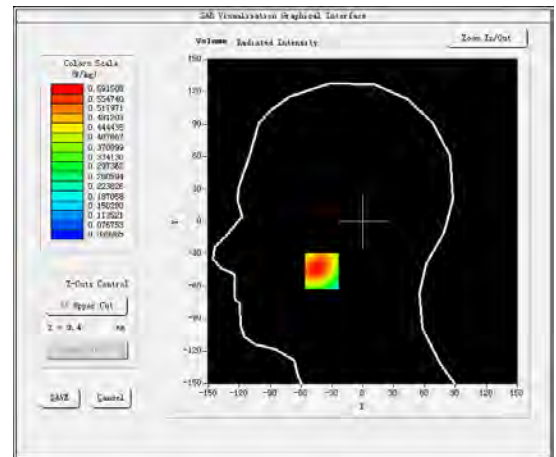 SAR Visualisation Graphical Interface
Volume Radiated Intensity
Zoom In/Out
Colors Scale
(W/kg)
0.591508
0.554740
0.517971
0.481203
0.444435
0.407667
0.370899
0.334130
0.297362
0.260594
0.223826
0.187058
0.150290
0.113521
0.076753
Z-Cuts Control
Upper Cut
SAVE
Cancel
150
120
90
60
30
0
-30
-60
-90
-120
-150
Y
-150 -120 -90 -60 -30 0 30 60 90 120 150
X